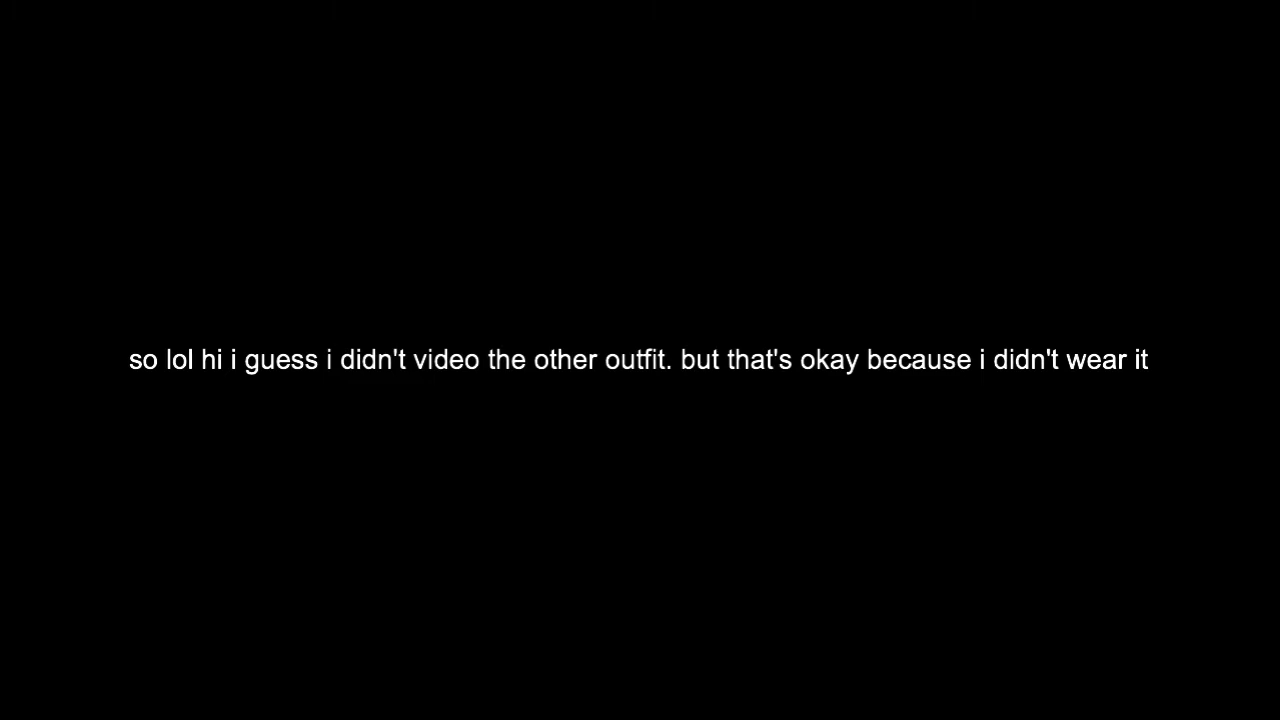 so lol hi i guess i didn't video the other outfit. but that's okay because i didn't wear it